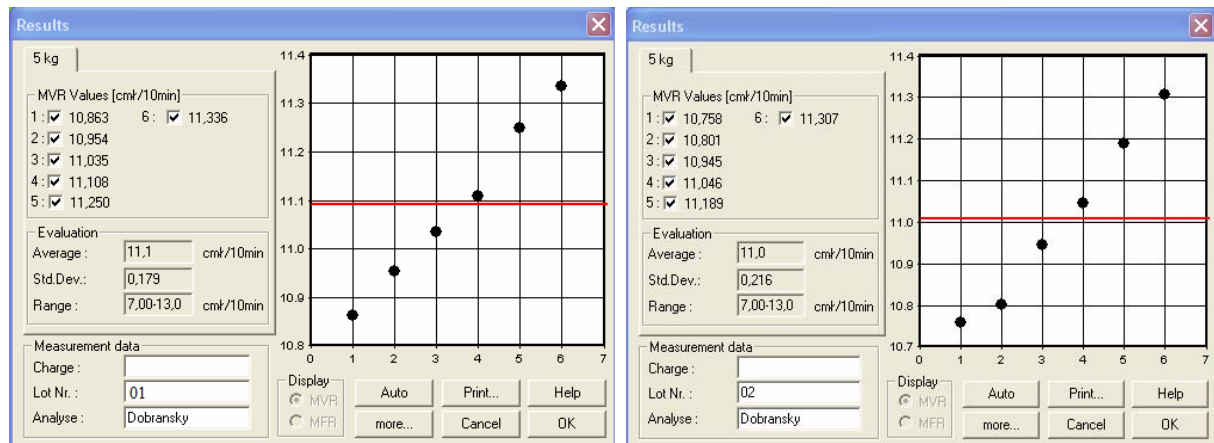 Results
5 kg
MVR Values [cmł/10min]
1 : 10,863 6 : 11,336
2 : 10,954
3 : 11,035
4 : 11,108
5 : 11,250
Evaluation
Average : 11,1 cmł/10min
Std.Dev.: 0,179
Range : 7,00-13,0 cmł/10min
Measurement data
Charge :
Lot Nr. : 01
Analyse : Dobransky
11.4
11.3
11.2
11.1
11.0
10.9
10.8
0 1 2 3 4 5 6 7
Display
MVR
MFR
Auto Print... Help
more... Cancel OK
Results
5 kg
MVR Values [cmł/10min]
1 : 10,758 6 : 11,307
2 : 10,801
3 : 10,945
4 : 11,046
5 : 11,189
Evaluation
Average : 11,0 cmł/10min
Std.Dev.: 0,216
Range : 7,00-13,0 cmł/10min
Measurement data
Charge :
Lot Nr. : 02
Analyse : Dobransky
11.4
11.3
11.2
11.1
11.0
10.9
10.8
10.7
0 1 2 3 4 5 6 7
Display
MVR
MFR
Auto Print... Help
more... Cancel OK